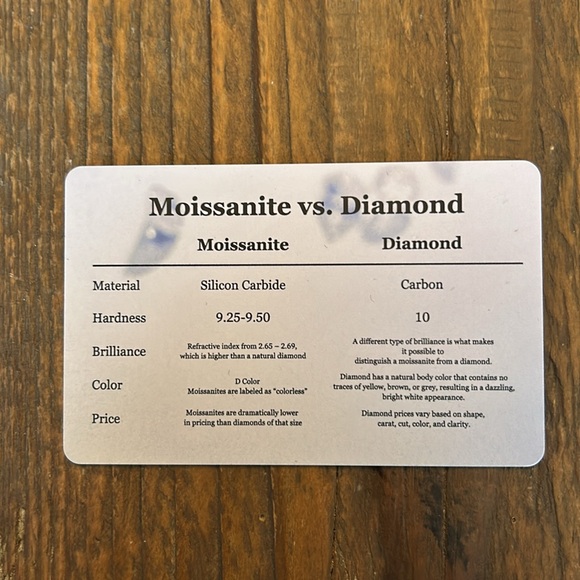 Moissanite vs. Diamond
Moissanite Diamond
Material Silicon Carbide Carbon
Hardness 9.25-9.50 10
Brilliance
Refractive index from 2.65 – 2.69,
which is higher than a natural diamond
A different type of brilliance is what makes
it possible to
distinguish a moissanite from a diamond.
Color
D Color
Moissanites are labeled as "colorless"
Diamond has a natural body color that contains no
traces of yellow, brown, or grey, resulting in a dazzling,
bright white appearance.
Price
Moissanites are dramatically lower
in pricing than diamonds of that size
Diamond prices vary based on shape,
carat, cut, color, and clarity.